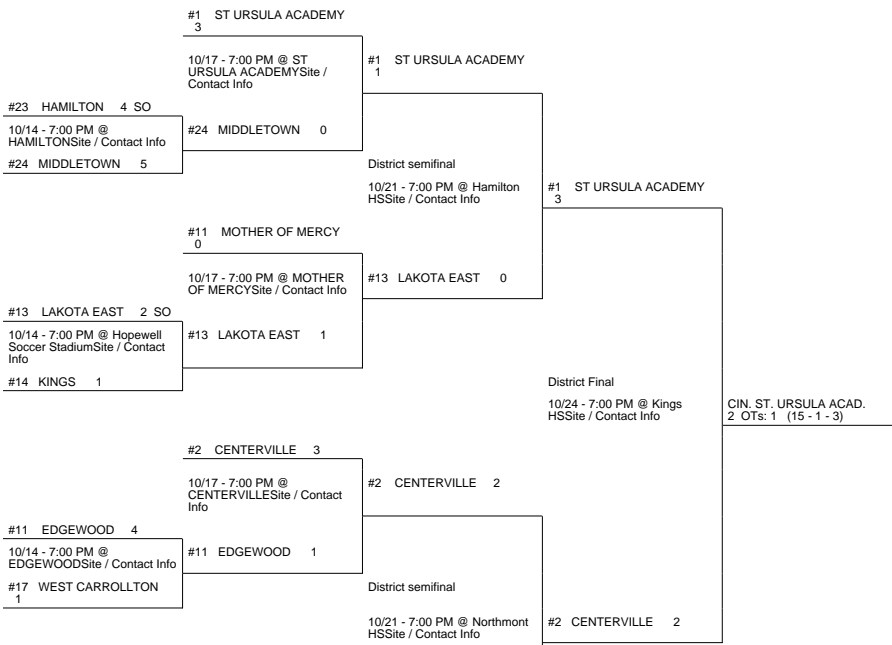 #1 ST URSULA ACADEMY
3
10/17 - 7:00 PM @ ST
URSULA ACADEMYSite /
Contact Info
#1 ST URSULA ACADEMY
1
#23 HAMILTON 4 SO
10/14 - 7:00 PM @
HAMILTONSite / Contact Info
#24 MIDDLETOWN 0
#24 MIDDLETOWN 5
District semifinal
10/21 - 7:00 PM @ Hamilton
HSSite / Contact Info
#1 ST URSULA ACADEMY
3
#11 MOTHER OF MERCY
0
10/17 - 7:00 PM @ MOTHER
OF MERCYSite / Contact Info
#13 LAKOTA EAST 0
#13 LAKOTA EAST 2 SO
10/14 - 7:00 PM @ Hopewell
Soccer StadiumSite / Contact
Info
#13 LAKOTA EAST 1
#14 KINGS 1
District Final
10/24 - 7:00 PM @ Kings
HSSite / Contact Info
CIN. ST. URSULA ACAD.
2 OTs: 1 (15 - 1 - 3)
#2 CENTERVILLE 3
10/17 - 7:00 PM @
CENTERVILLESite / Contact
Info
#2 CENTERVILLE 2
#11 EDGEWOOD 4
10/14 - 7:00 PM @
EDGEWOODSite / Contact Info
#11 EDGEWOOD 1
#17 WEST CARROLLTON
1
District semifinal
10/21 - 7:00 PM @ Northmont
HSSite / Contact Info
#2 CENTERVILLE 2